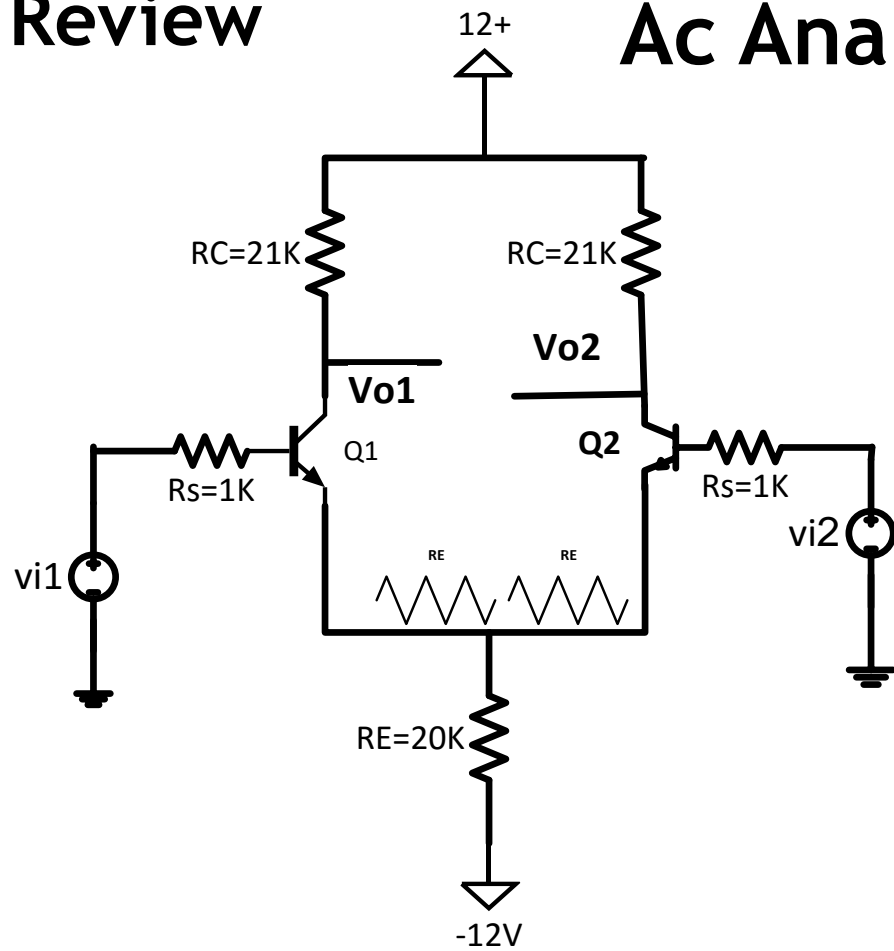 Review
Ac Ana
12+
RC=21K
RC=21K
Vo2
Vo1
Q1
Q2
Rs=1K
Rs=1K
vi2
vi1
RE
RE
RE=20K
-12V